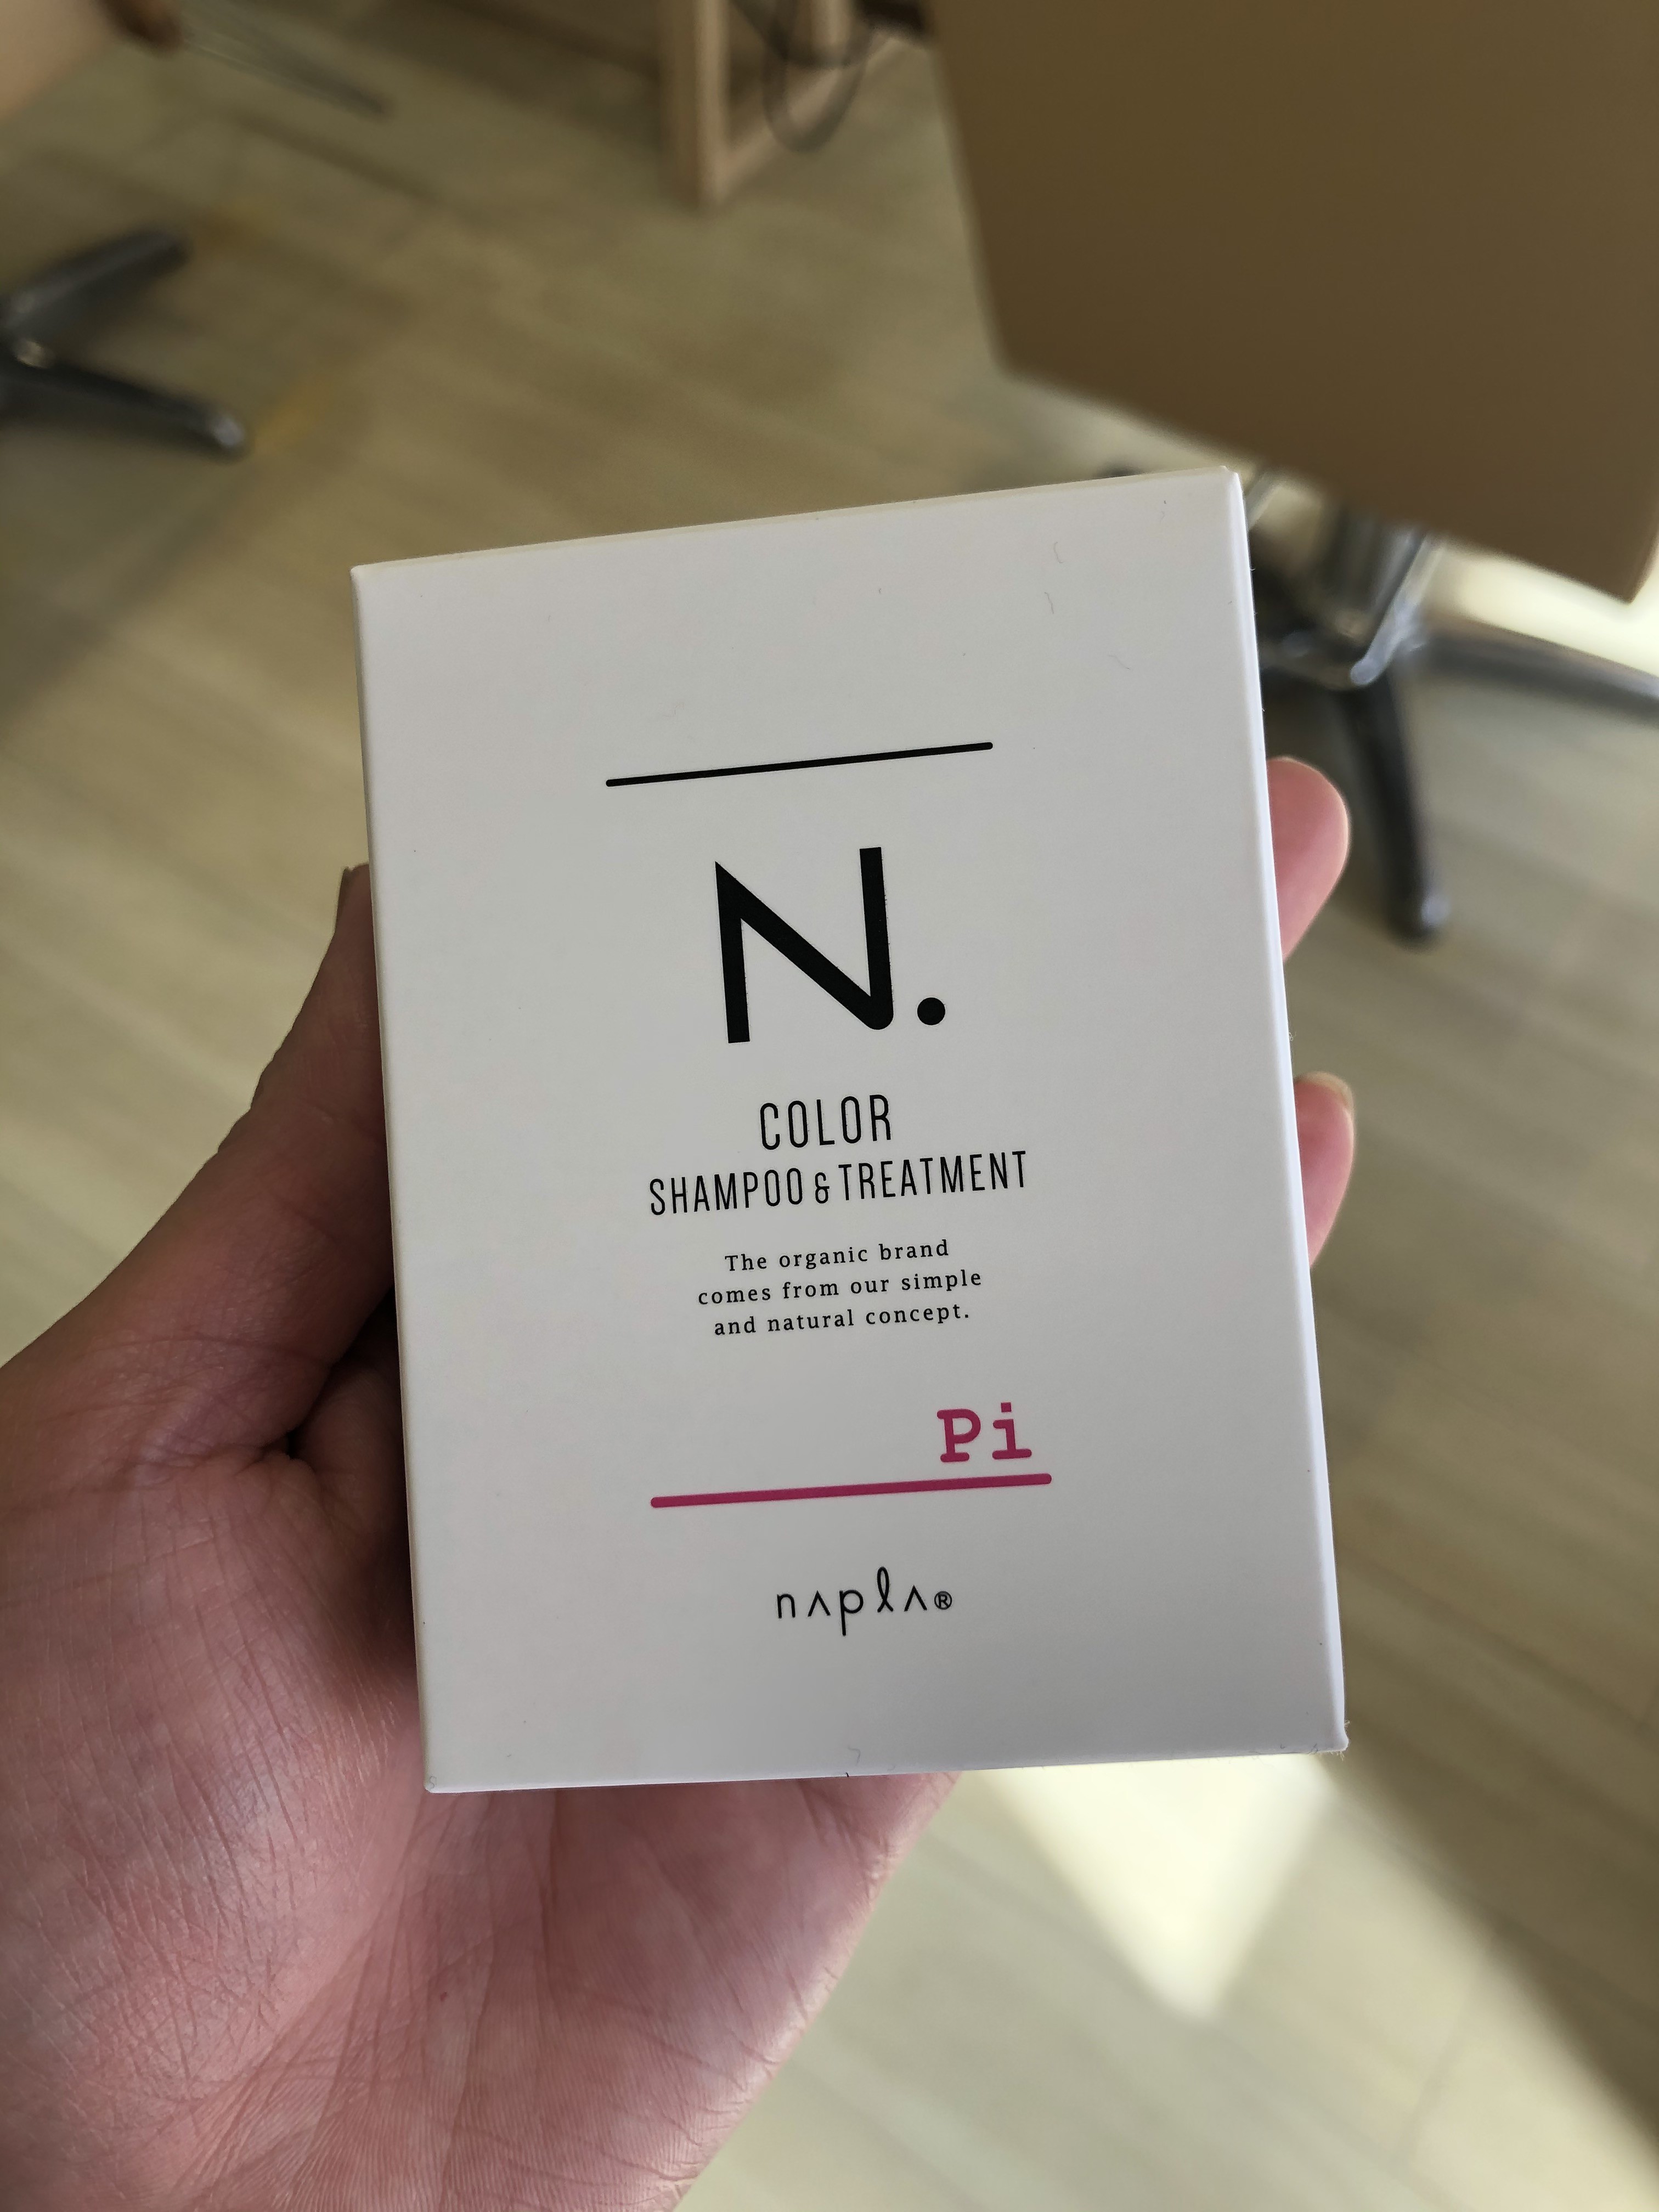 N.
COLOR
SHAMPOO & TREATMENT
The organic brand
comes from our simple
and natural concept.
Pi
napla®